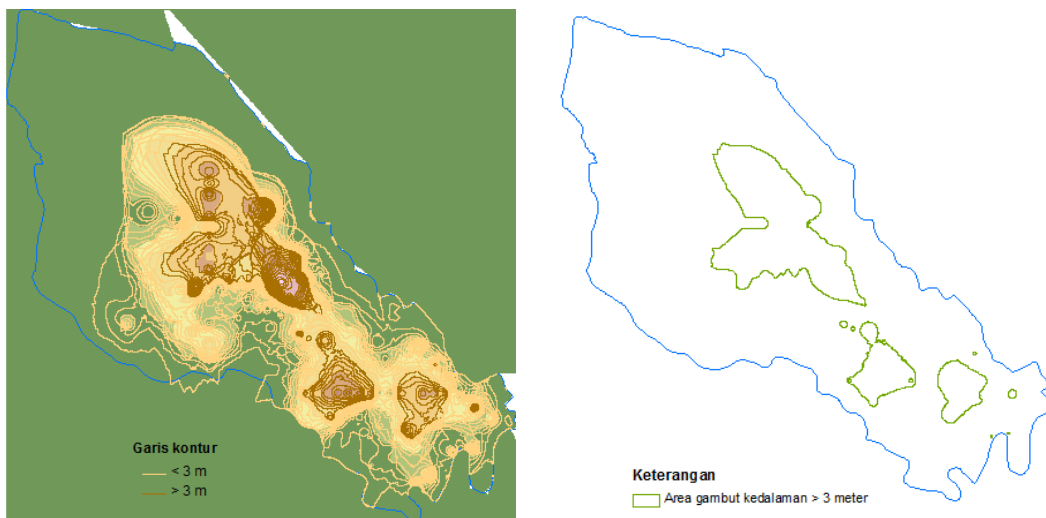 Garis kontur
< 3 m
> 3 m
Keterangan
Area gambut kedalaman > 3 meter